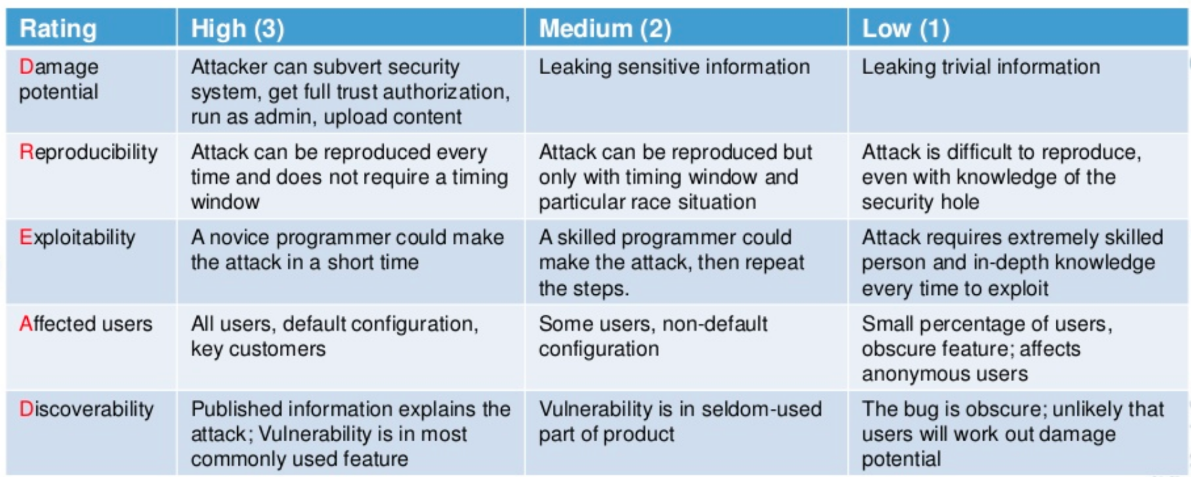 Rating
High (3)
Medium (2)
Low (1)
Damage
potential
Attacker can subvert security
system, get full trust authorization,
run as admin, upload content
Leaking sensitive information
Leaking trivial information
Reproducibility
Attack can be reproduced every
time and does not require a timing
window
Attack can be reproduced but
only with timing window and
particular race situation
Attack is difficult to reproduce,
even with knowledge of the
security hole
Exploitability
A novice programmer could make
the attack in a short time
A skilled programmer could
make the attack, then repeat
the steps.
Attack requires extremely skilled
person and in-depth knowledge
every time to exploit
Affected users
All users, default configuration,
key customers
Some users, non-default
configuration
Small percentage of users,
obscure feature; affects
anonymous users
Discoverability
Published information explains the
attack; Vulnerability is in most
commonly used feature
Vulnerability is in seldom-used
part of product
The bug is obscure; unlikely that
users will work out damage
potential